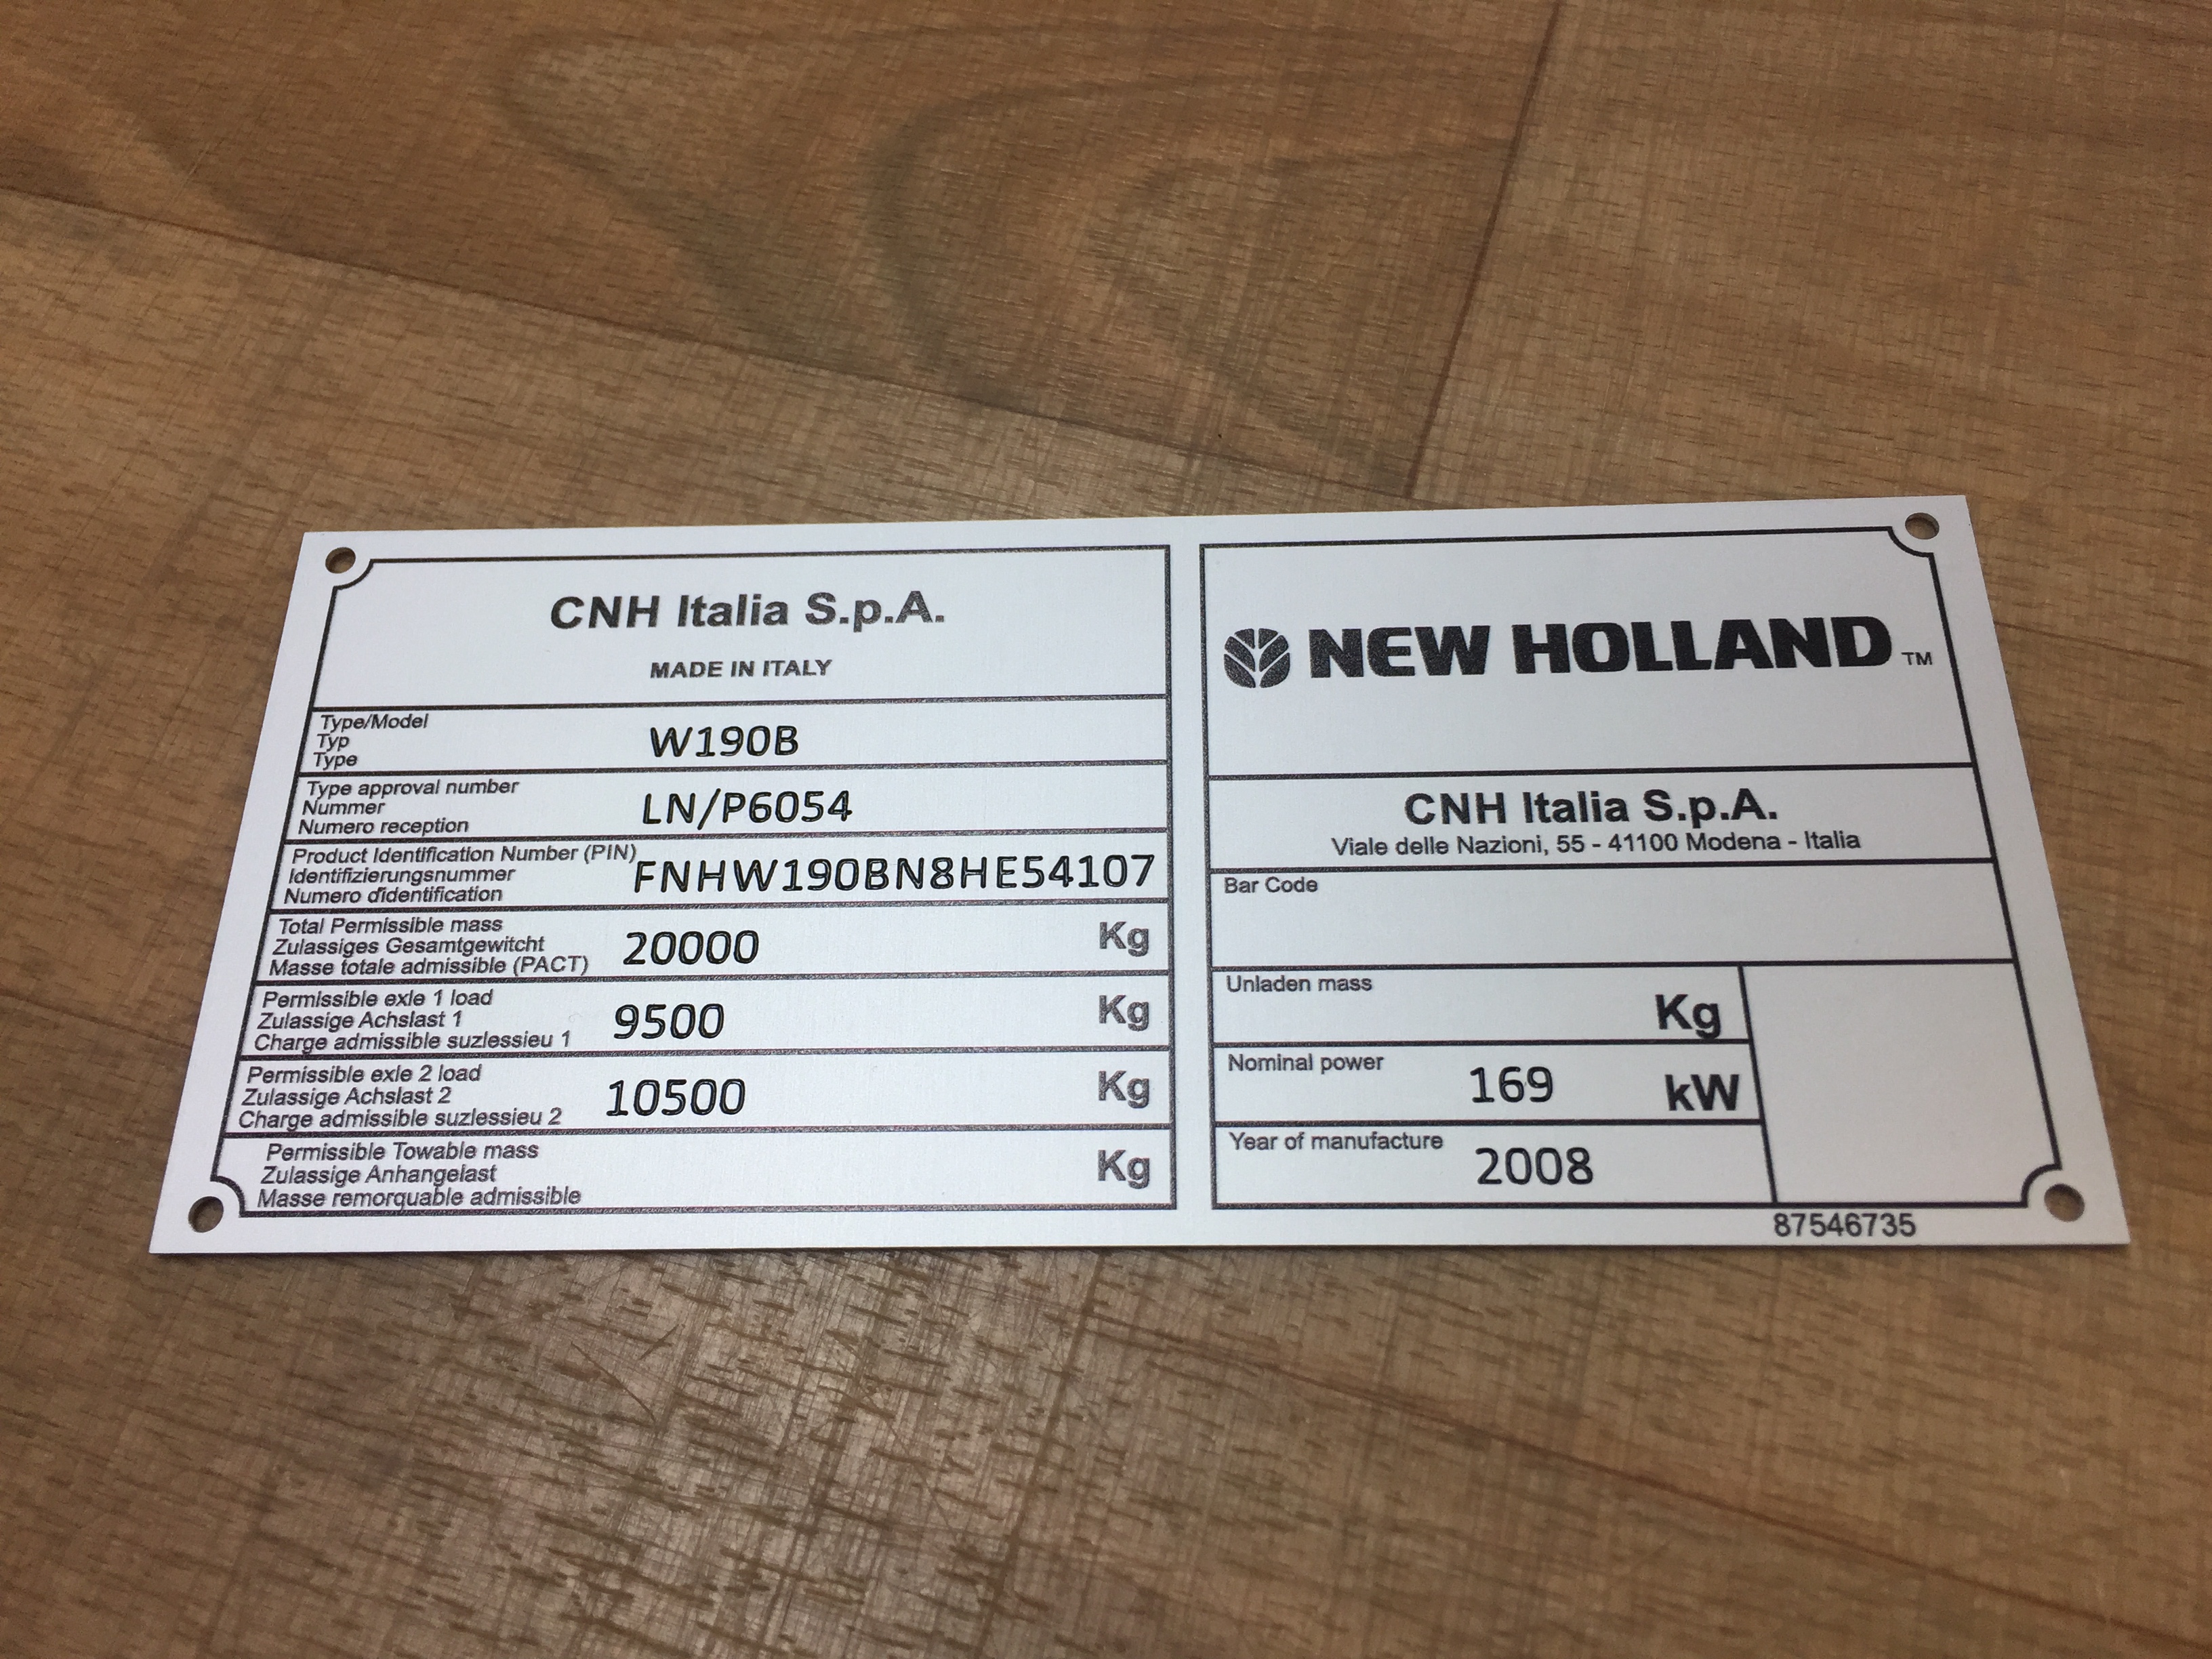 CNH Italia S.p.A.
MADE IN ITALY
Type/Model
Typ
Type
W190B
Type approval number
Nummer
Numero reception
LN/P6054
Product Identification Number (PIN)
Identifizierungsnummer
Numero d'identification
FNHW190BN8HE54107
Total Permissible mass
Zulassiges Gesamtgewitcht
Masse totale admissible (PACT)
20000 Kg
Permissible exle 1 load
Zulassige Achslast 1
Charge admissible suzlessieu 1
9500 Kg
Permissible exle 2 load
Zulassige Achslast 2
Charge admissible suzlessieu 2
10500 Kg
Permissible Towable mass
Zulassige Anhangelast
Masse remorquable admissible
Kg
NEW HOLLAND TM
CNH Italia S.p.A.
Viale delle Nazioni, 55 - 41100 Modena - Italia
Bar Code
Unladen mass
Kg
Nominal power
169 kW
Year of manufacture
2008
87546735